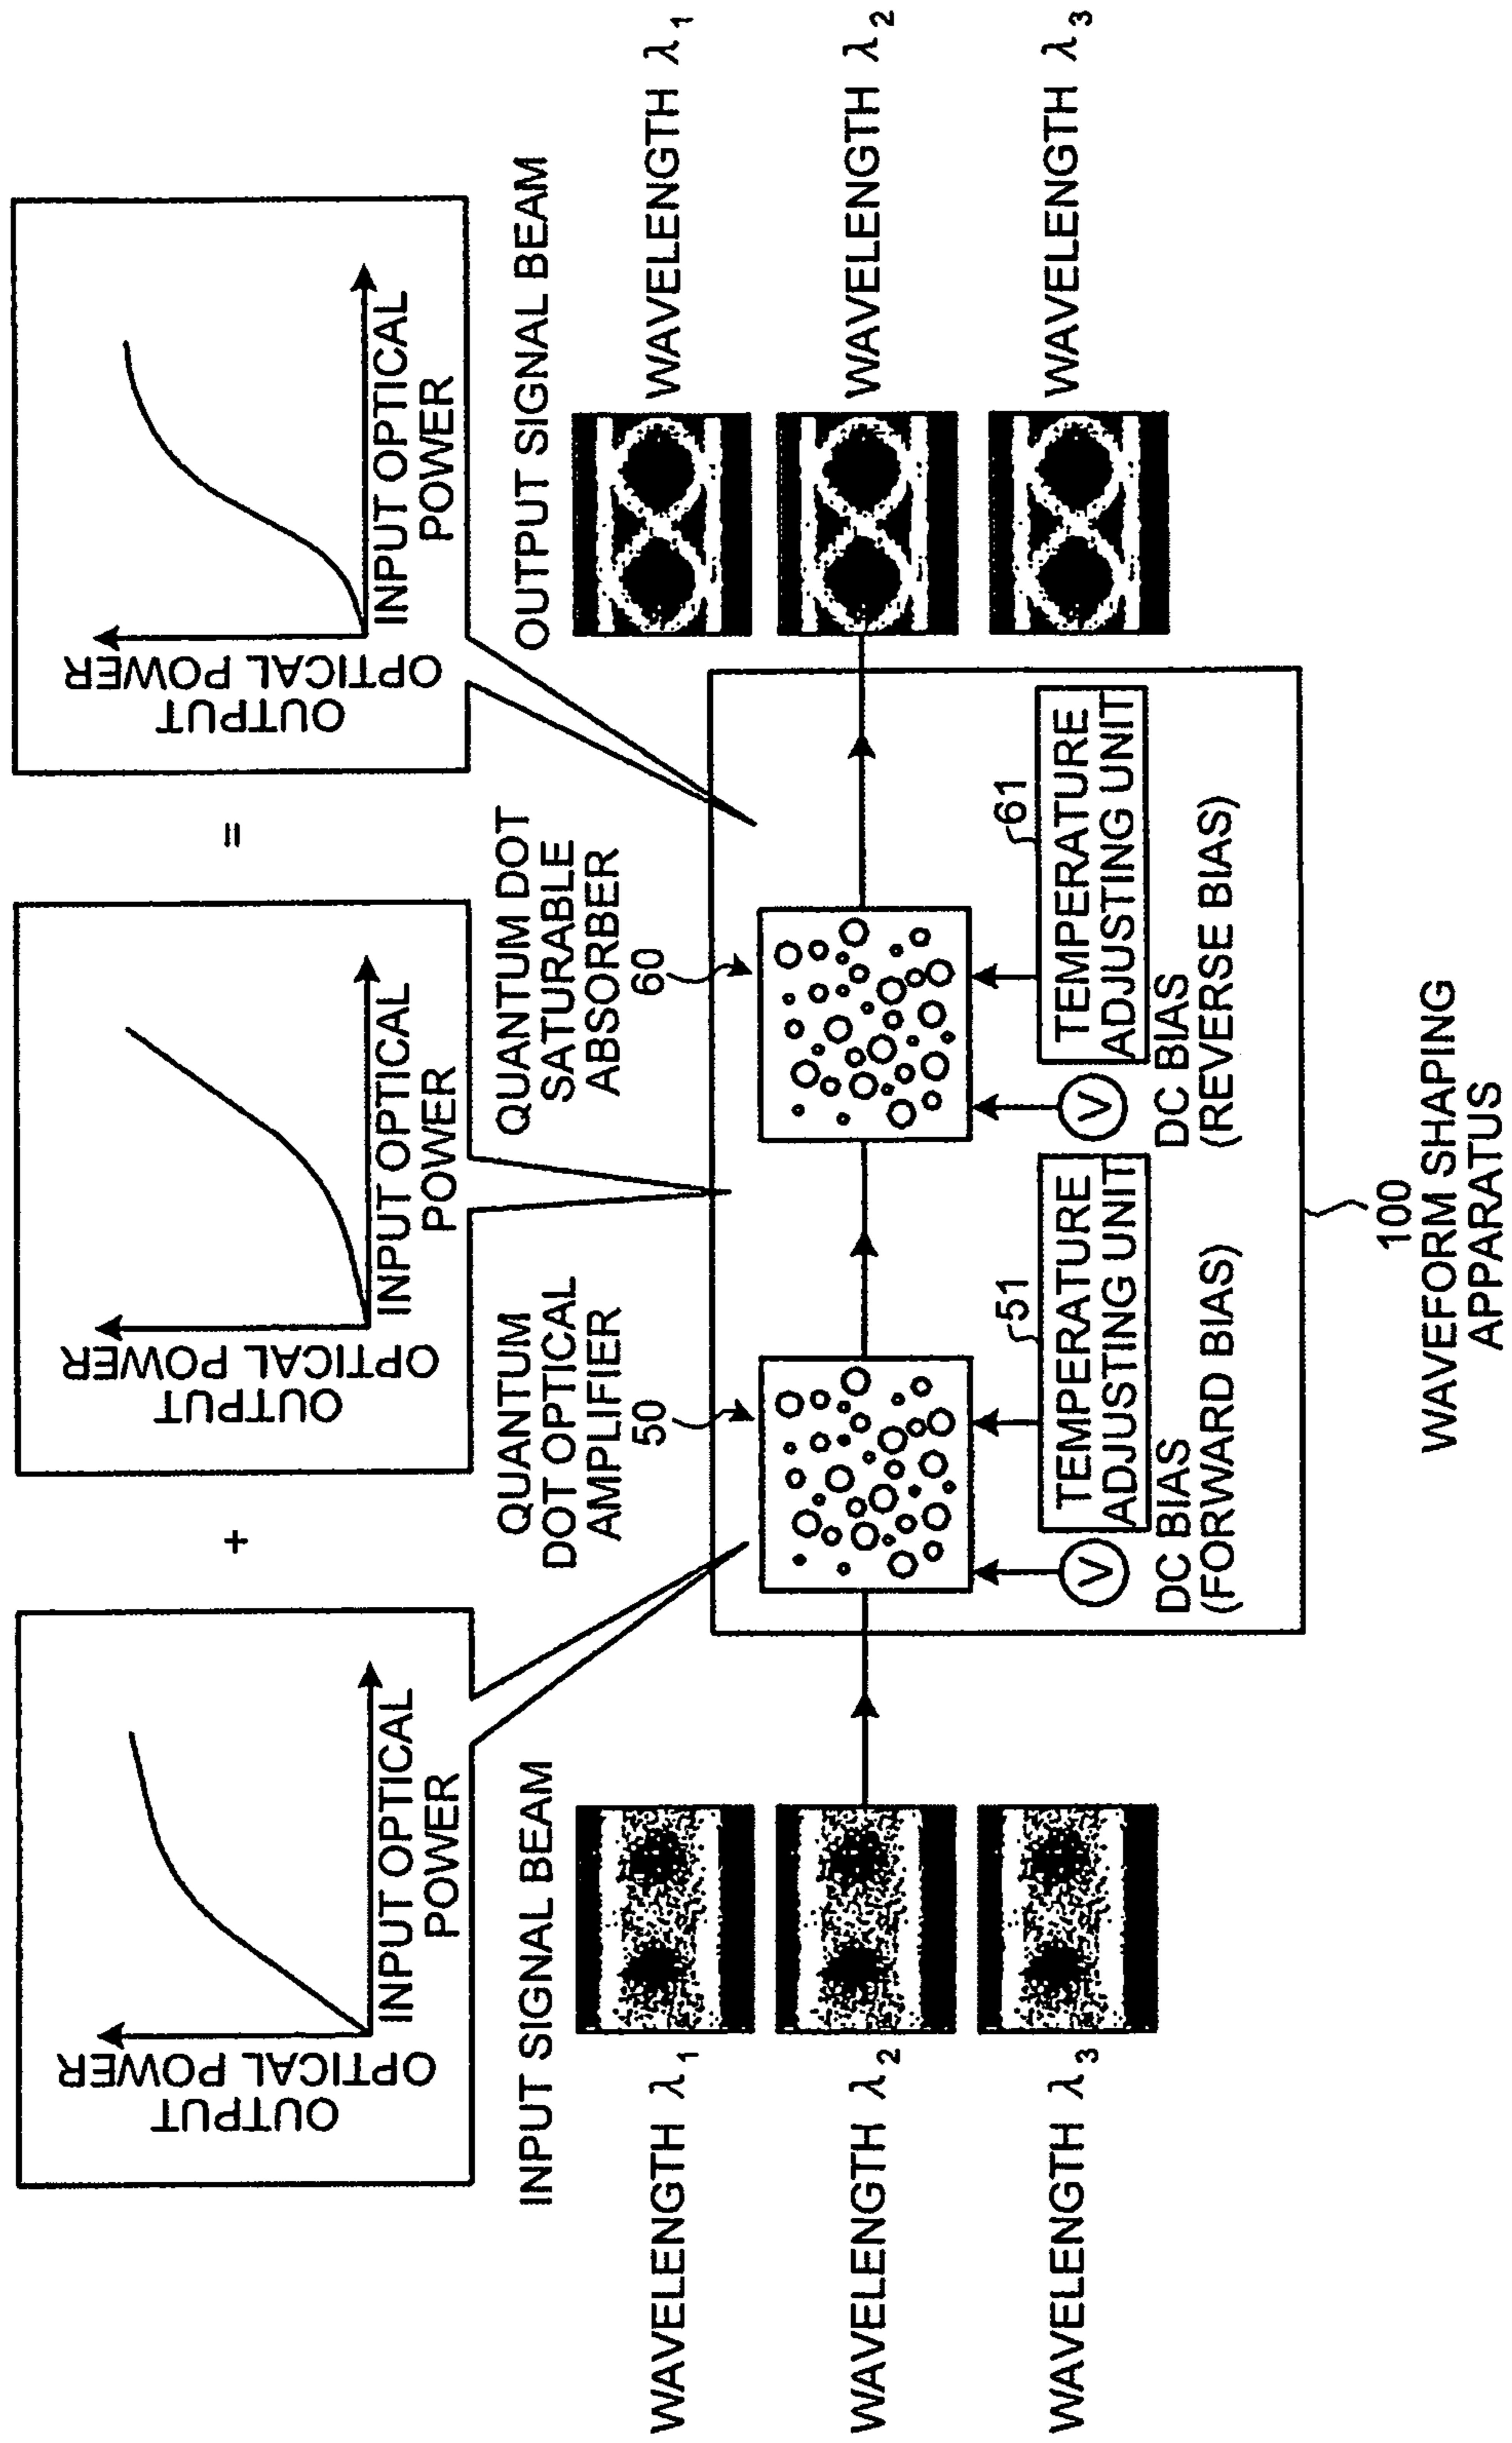 OUTPUT
OPTICAL POWER
INPUT OPTICAL
POWER
+
OUTPUT
OPTICAL POWER
INPUT OPTICAL
POWER
=
OUTPUT
OPTICAL POWER
INPUT OPTICAL
POWER
INPUT SIGNAL BEAM
WAVELENGTH λ1
WAVELENGTH λ2
WAVELENGTH λ3
QUANTUM
DOT OPTICAL
AMPLIFIER
50
QUANTUM DOT
SATURABLE
ABSORBER
60
V
51
TEMPERATURE
ADJUSTING UNIT
DC BIAS
(FORWARD BIAS)
V
61
TEMPERATURE
ADJUSTING UNIT
DC BIAS
(REVERSE BIAS)
OUTPUT SIGNAL BEAM
WAVELENGTH λ1
WAVELENGTH λ2
WAVELENGTH λ3
100
WAVEFORM SHAPING
APPARATUS